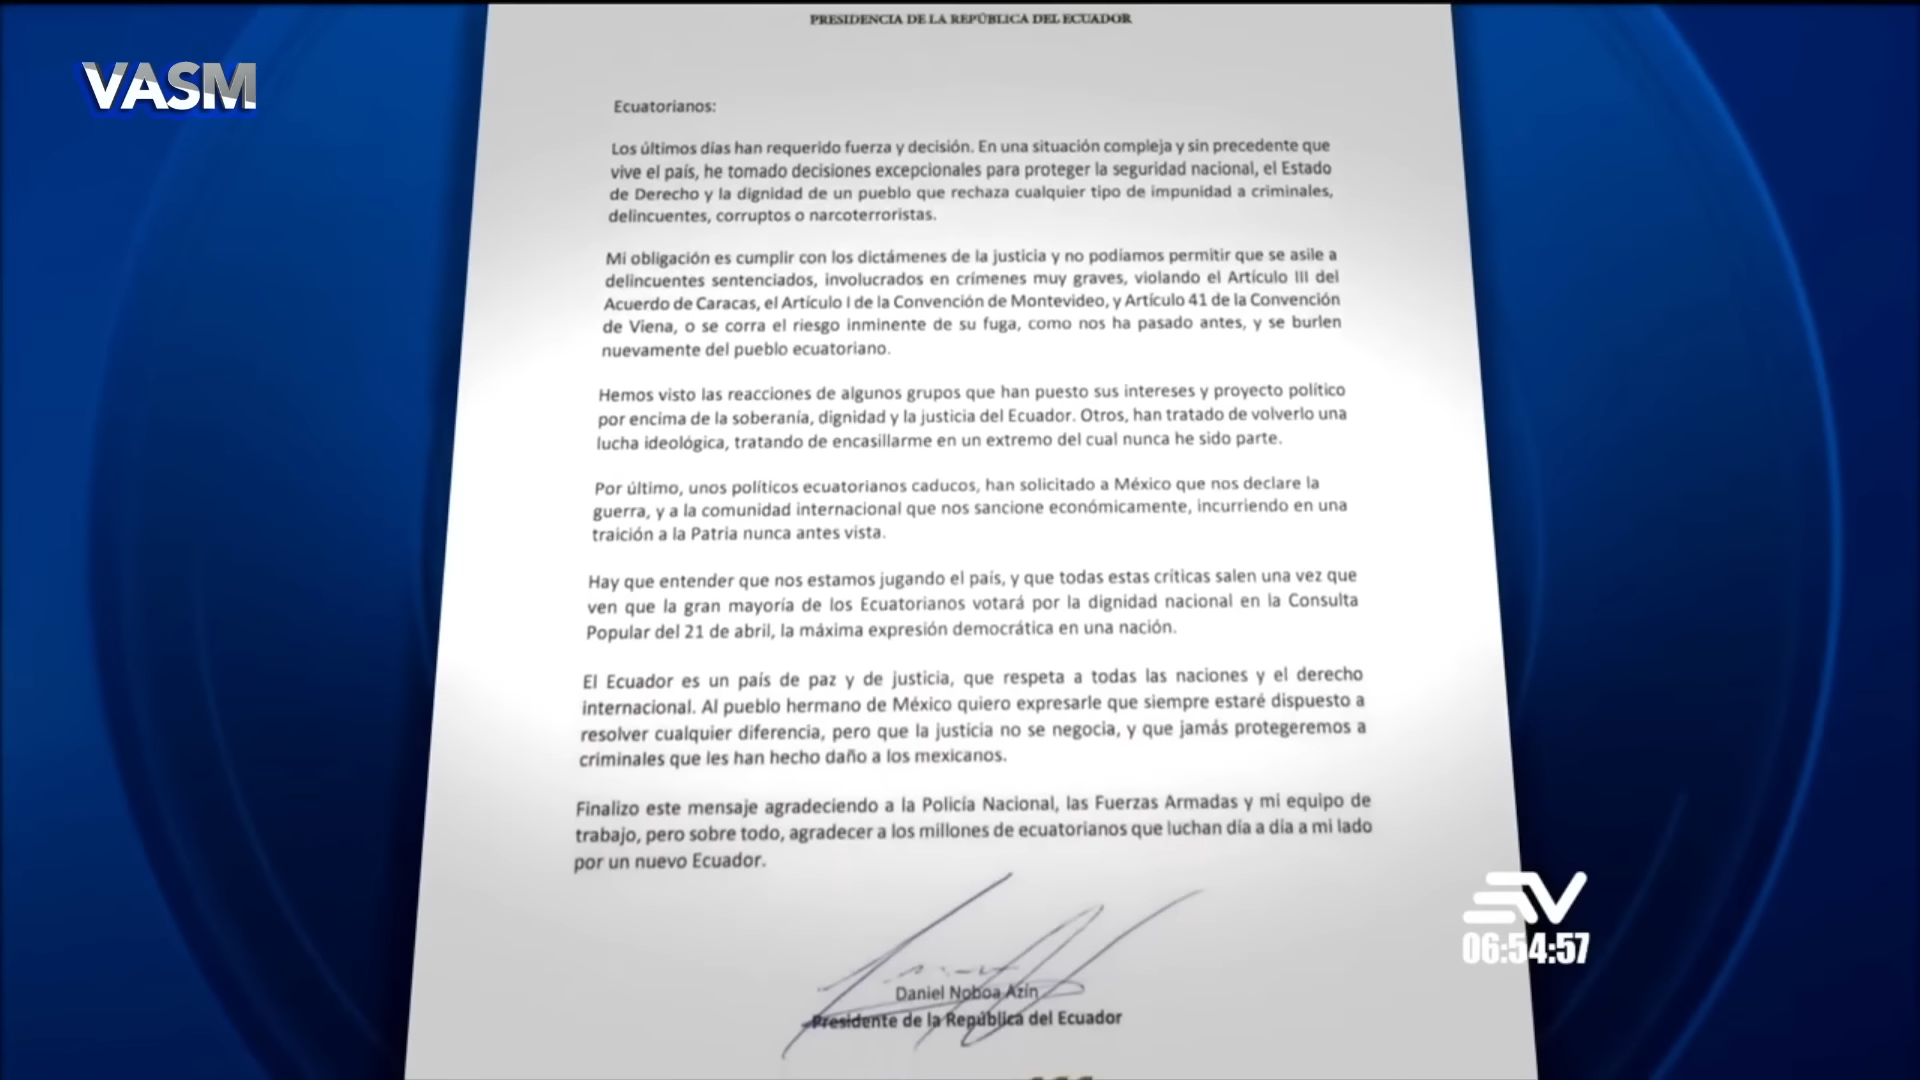 PRESIDENCIA DE LA REPÚBLICA DEL ECUADOR
VASM
Ecuatorianos:
Los últimos días han requerido fuerza y decisión. En una situación compleja y sin precedente que
vive el país, he tomado decisiones excepcionales para proteger la seguridad nacional, el Estado
de Derecho y la dignidad de un pueblo que rechaza cualquier tipo de impunidad a criminales,
delincuentes, corruptos o narcoterroristas.
Mi obligación es cumplir con los dictámenes de la justicia y no podíamos permitir que se asile a
delincuentes sentenciados, involucrados en crímenes muy graves, violando el Artículo III del
Acuerdo de Caracas, el Artículo I de la Convención de Montevideo, y Artículo 41 de la Convención
de Viena, o se corra el riesgo inminente de su fuga, como nos ha pasado antes, y se burlen
nuevamente del pueblo ecuatoriano.
Hemos visto las reacciones de algunos grupos que han puesto sus intereses y proyecto político
por encima de la soberanía, dignidad y la justicia del Ecuador. Otros, han tratado de volverlo una
lucha ideológica, tratando de encasillarme en un extremo del cual nunca he sido parte.
Por último, unos políticos ecuatorianos caducos, han solicitado a México que nos declare la
guerra, y a la comunidad internacional que nos sancione económicamente, incurriendo en una
traición a la Patria nunca antes vista.
Hay que entender que nos estamos jugando el país, y que todas estas críticas salen una vez que
ven que la gran mayoría de los Ecuatorianos votará por la dignidad nacional en la Consulta
Popular del 21 de abril, la máxima expresión democrática en una nación.
El Ecuador es un país de paz y de justicia, que respeta a todas las naciones y el derecho
internacional. Al pueblo hermano de México quiero expresarle que siempre estaré dispuesto a
resolver cualquier diferencia, pero que la justicia no se negocia, y que jamás protegeremos a
criminales que les han hecho daño a los mexicanos.
Finalizo este mensaje agradeciendo a la Policía Nacional, las Fuerzas Armadas y mi equipo de
trabajo, pero sobre todo, agradecer a los millones de ecuatorianos que luchan día a día a mi lado
por un nuevo Ecuador.
Daniel Noboa Azín
Presidente de la República del Ecuador
06:54:57